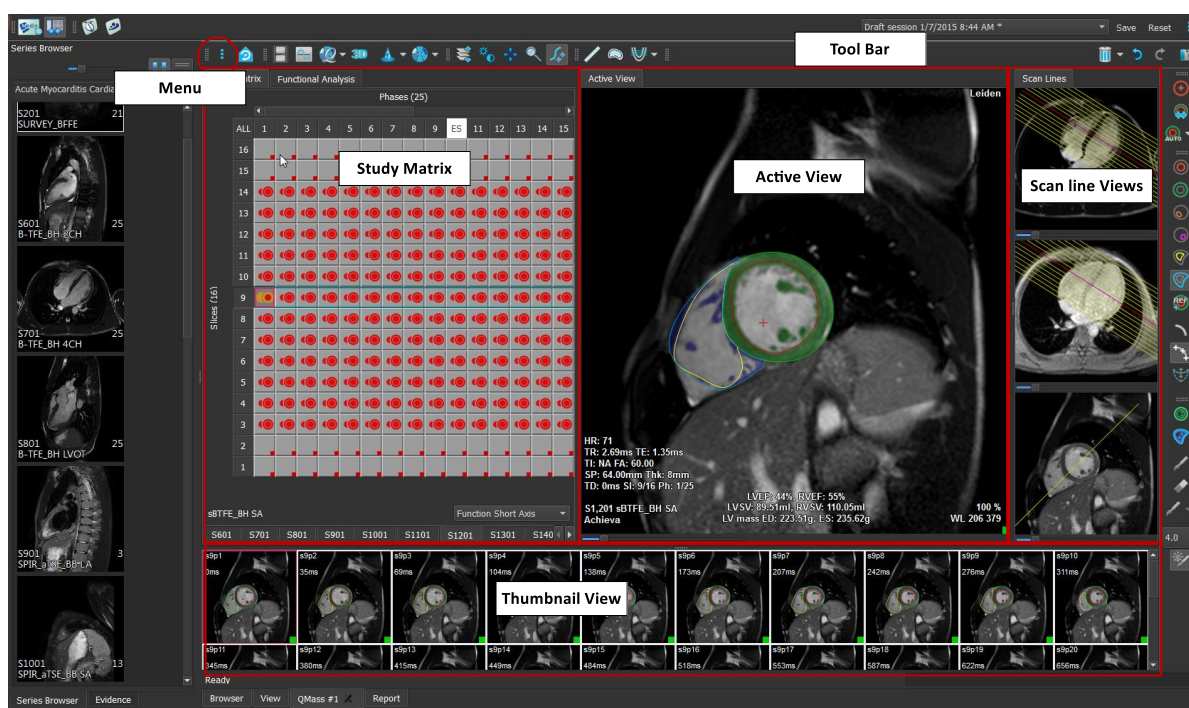 Draft session 1/7/2015 8:44 AM *
Save
Reset
Series Browser
Tool Bar
Menu
Acute Myocarditis Cardia
trix
Functional Analysis
Active View
Scan Lines
S201
21
SURVEY_BFFE
S601
25
B-TFE_BH 2CH
S701
25
B-TFE_BH 4CH
S801
25
B-TFE_BH LVOT
S901
3
SPIR_aTSE_BB LA
S1001
13
SPIR_aTSE_BB SA
Phases (25)
ALL 1 2 3 4 5 6 7 8 9 ES 11 12 13 14 15
16
15
14
13
12
11
10
9
8
7
6
5
4
3
2
1
Slices (16)
Study Matrix
sBTFE_BH SA
Function Short Axis
S601 S701 S801 S901 S1001 S1101 S1201 S1301 S140
Leiden
Active View
HR: 71
TR: 2.69ms TE: 1.35ms
TI: NA FA: 60.00
SP: 64.00mm Thk: 8mm
TD: 0ms Sl: 9/16 Ph: 1/25
S1,201 sBTFE_BH SA
Achieva
LVEF: 44%, RVEF: 55%
LVSV: 89.51ml, RVSV: 110.05ml
LV mass ED: 223.51g, ES: 235.62g
100 %
WL 206 379
Scan line Views
3D
AUTO
REF
4,0
s9p1 s9p2 s9p3 s9p4 s9p5 s9p6 s9p7 s9p8 s9p9 s9p10
0ms 35ms 69ms 104ms 138ms 173ms 207ms 242ms 276ms 311ms
Thumbnail View
s9p11 s9p12 s9p13 s9p14 s9p15 s9p16 s9p17 s9p18 s9p19 s9p20
345ms 380ms 415ms 449ms 484ms 518ms 553ms 587ms 622ms 656ms
Ready
Series Browser
Evidence
Browser
View
QMass #1
Report